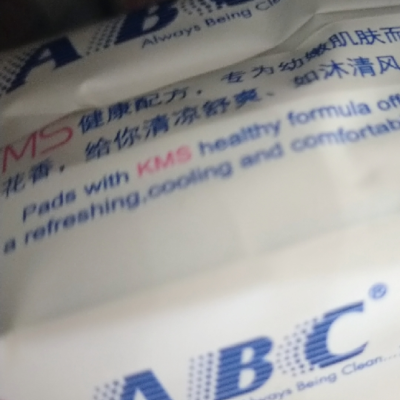 ABC
Always Being Clean
KMS健康配方，专为幼嫩肌肤而
花香，给你清凉舒爽、如沐清风
Pads with KMS healthy formula off
a refreshing,cooling and comfortab
ABC®
Always Being Clean...